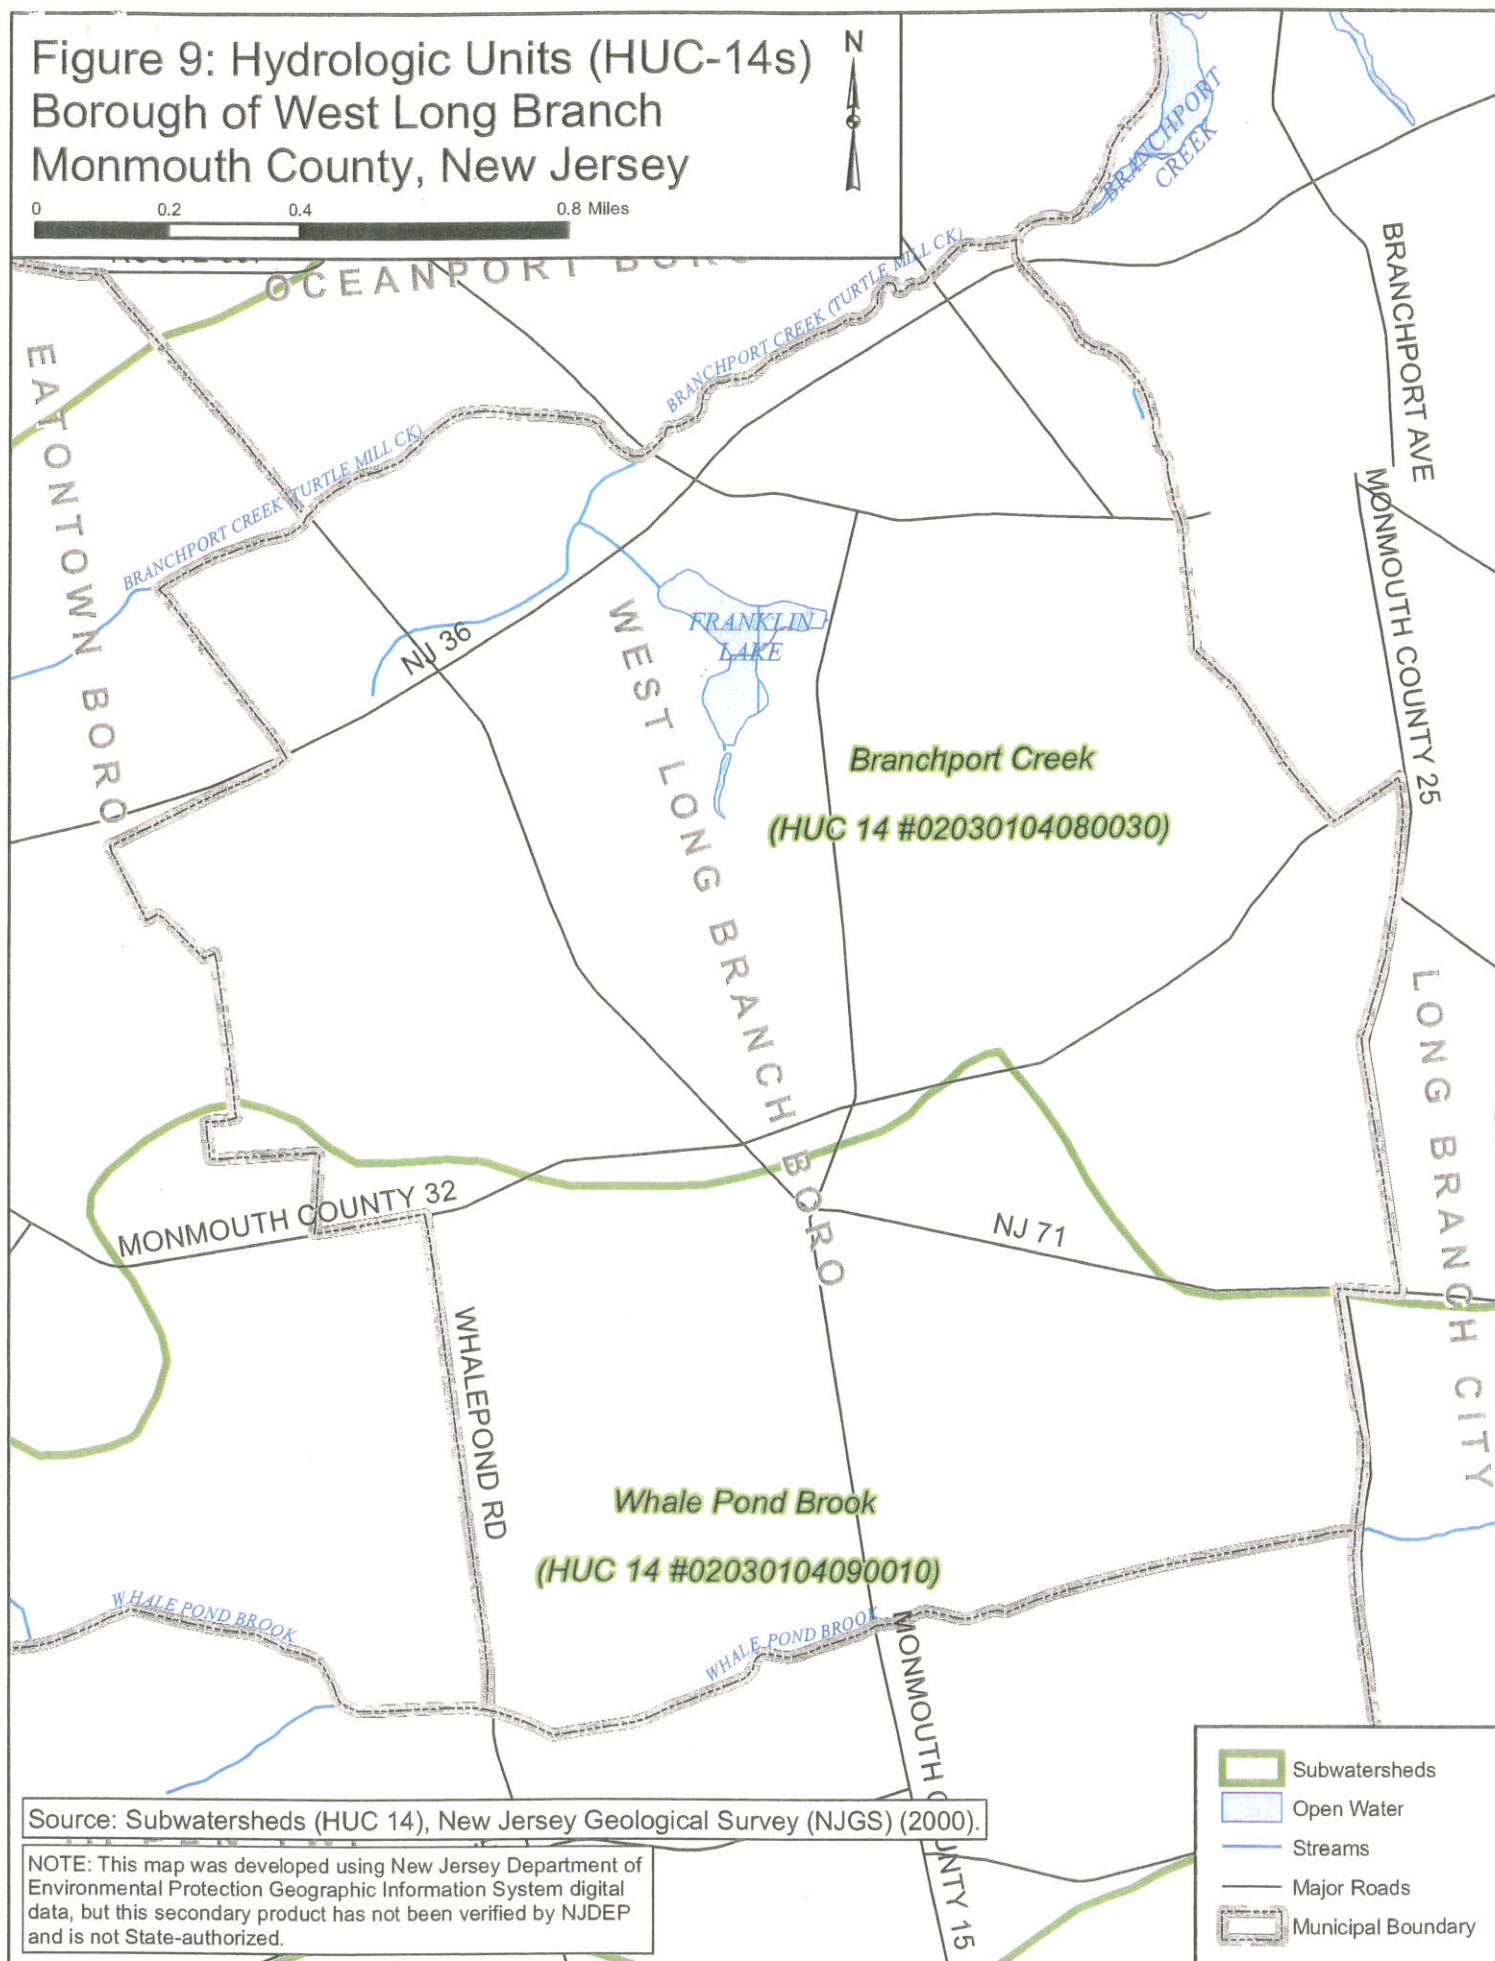 Figure 9: Hydrologic Units (HUC-14s)
Borough of West Long Branch
Monmouth County, New Jersey
N
0 0.2 0.4 0.8 Miles
BRANCHPORT
CREEK
OCEANPORT
BRANCHPORT CREEK (TURTLE MILL CK)
BRANCHPORT AVE
EATONTOWN BORO
BRANCHPORT CREEK (TURTLE MILL CK)
MONMOUTH COUNTY 25
NJ 36
FRANKLIN
LAKE
WEST LONG BRANCH BORO
Branchport Creek
(HUC 14 #02030104080030)
LONG BRANCH CITY
MONMOUTH COUNTY 32
NJ 71
WHALEPOND RD
Whale Pond Brook
(HUC 14 #02030104090010)
WHALE POND BROOK
WHALE POND BROOK
MONMOUTH COUNTY 15
Subwatersheds
Open Water
Streams
Major Roads
Municipal Boundary
Source: Subwatersheds (HUC 14), New Jersey Geological Survey (NJGS) (2000).
NOTE: This map was developed using New Jersey Department of
Environmental Protection Geographic Information System digital
data, but this secondary product has not been verified by NJDEP
and is not State-authorized.